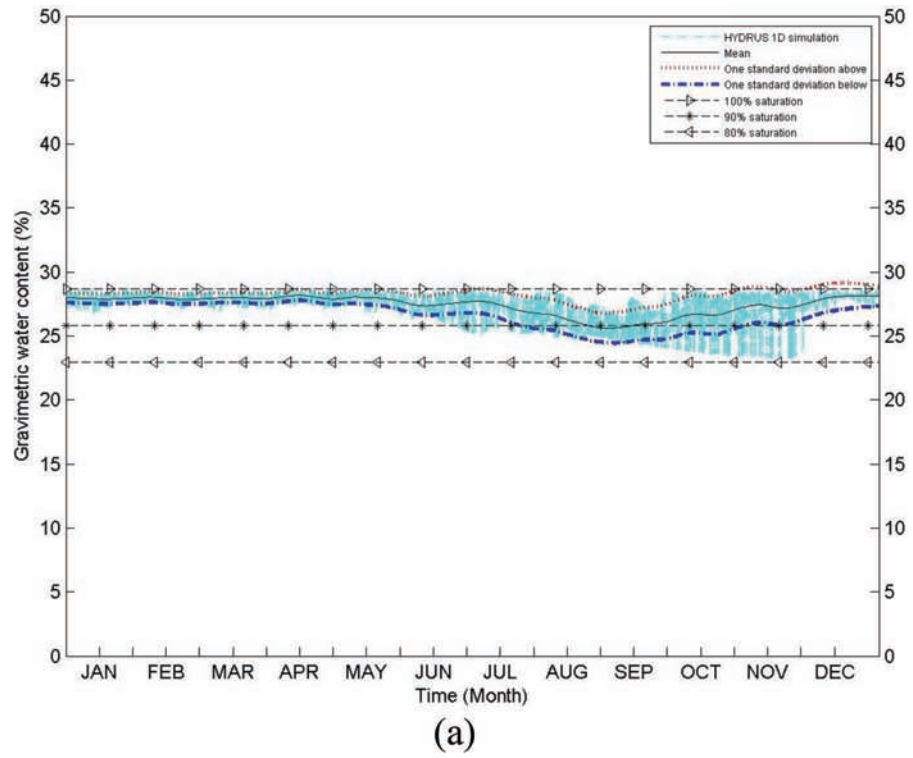 50
45
40
35
30
25
20
15
10
5
0
50
45
40
35
30
25
20
15
10
5
0
Gravimetric water content (%)
HYDRUS 1D simulation
Mean
One standard deviation above
One standard deviation below
100% saturation
90% saturation
80% saturation
JAN FEB MAR APR MAY JUN JUL AUG SEP OCT NOV DEC
Time (Month)
(a)